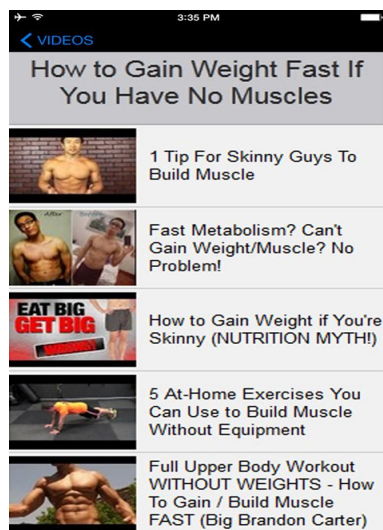 3:35 PM
VIDEOS
How to Gain Weight Fast If
You Have No Muscles
1 Tip For Skinny Guys To
Build Muscle
After
Fast Metabolism? Can't
Gain Weight/Muscle? No
Problem!
EAT BIG
GET BIG
WRONG!
How to Gain Weight if You're
Skinny (NUTRITION MYTH!)
5 At-Home Exercises You
Can Use to Build Muscle
Without Equipment
Full Upper Body Workout
WITHOUT WEIGHTS - How
To Gain / Build Muscle
FAST (Big Brandon Carter)